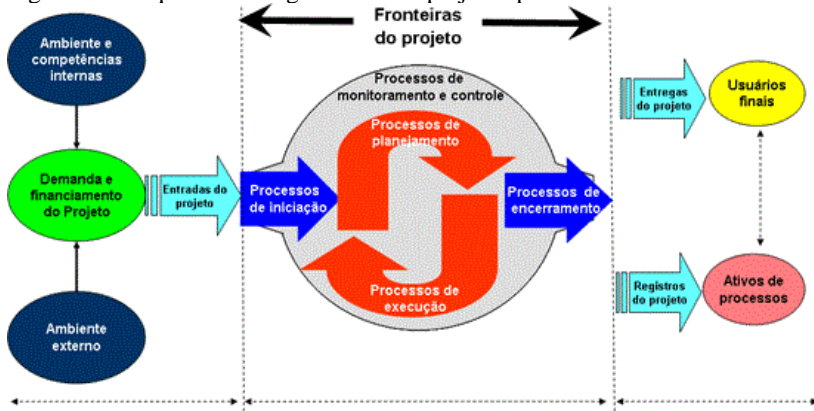 Fronteiras
do projeto
Ambiente e
competências
internas
Demanda e
financiamento
do Projeto
Ambiente
externo
Entradas do
projeto
Processos
de iniciação
Processos de
monitoramento e controle
Processos de
planejamento
Processos de
execução
Processos de
encerramento
Entregas
do projeto
Usuários
finais
Registros
do projeto
Ativos de
processos